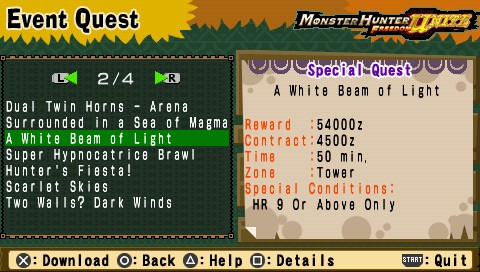 Event Quest
MONSTER HUNTER
FREEDOM UNITE
L 2/4 R
Dual Twin Horns - Arena
Surrounded in a Sea of Magma
A White Beam of Light
Super Hypnocatrice Brawl
Hunter's Fiesta!
Scarlet Skies
Two Walls? Dark Winds
Special Quest
A White Beam of Light
Reward :54000z
Contract:4500z
Time :50 min.
Zone :Tower
Special Conditions:
HR 9 Or Above Only
X: Download O: Back △: Help □: Details START: Quit